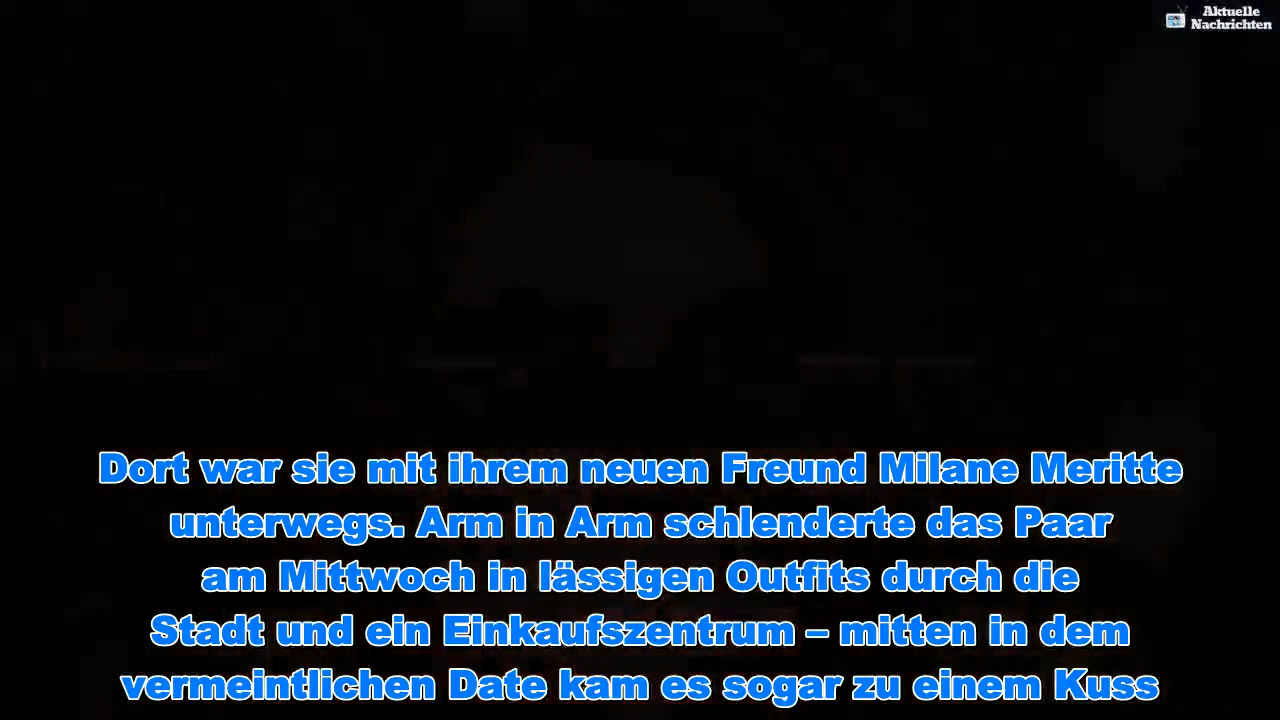 Aktuelle
Nachrichten
Dort war sie mit ihrem neuen Freund Milane Meritte
unterwegs. Arm in Arm schlenderte das Paar
am Mittwoch in lässigen Outfits durch die
Stadt und ein Einkaufszentrum – mitten in dem
vermeintlichen Date kam es sogar zu einem Kuss